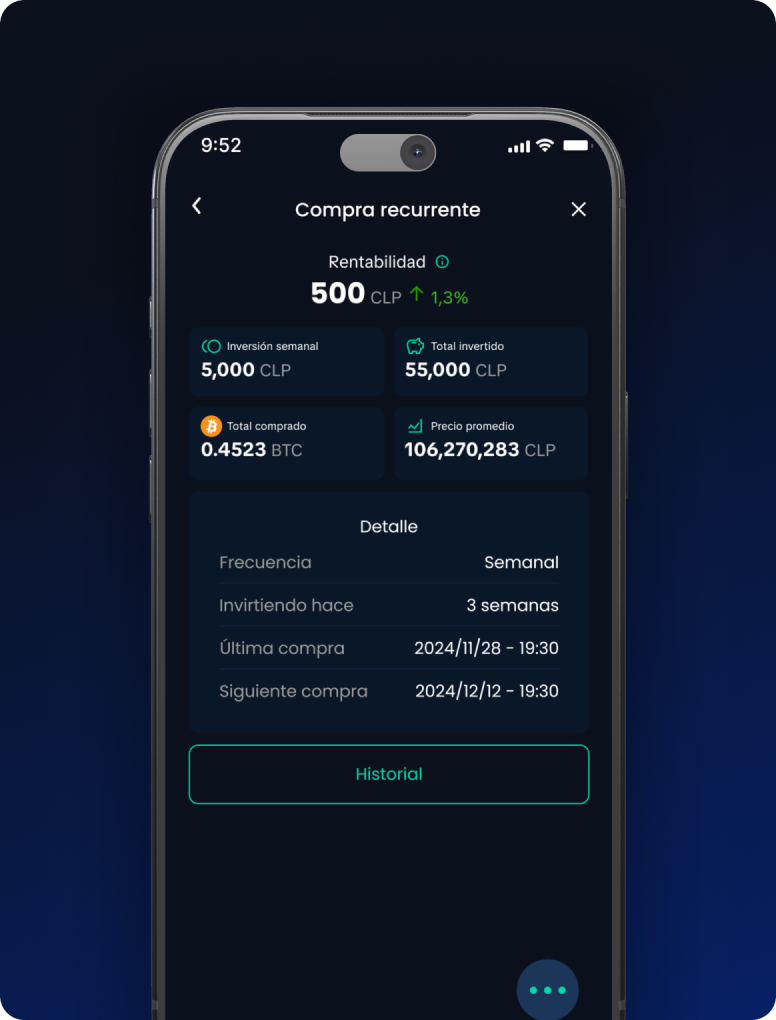 9:52
Compra recurrente
Rentabilidad
500 CLP ↑ 1,3%
Inversión semanal
5,000 CLP
Total invertido
55,000 CLP
Total comprado
0.4523 BTC
Precio promedio
106,270,283 CLP
Detalle
Frecuencia Semanal
Invirtiendo hace 3 semanas
Última compra 2024/11/28 - 19:30
Siguiente compra 2024/12/12 - 19:30
Historial